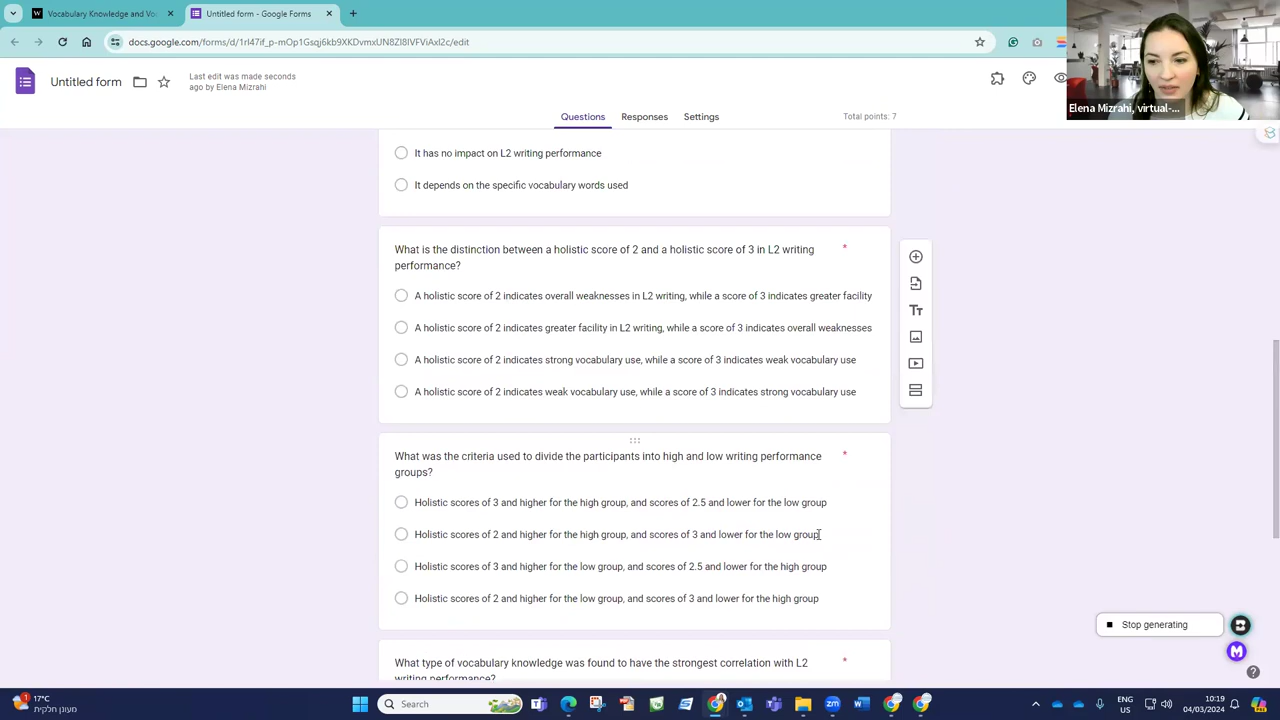 Vocabulary Knowledge and Vo
Untitled form - Google Forms
docs.google.com/forms/d/1rI47if_p-mOp1Gsqj6kb9XKDvmxUN8ZI8IVFViAxI2c/edit
Untitled form
Last edit was made seconds
ago by Elena Mizrahi
Elena Mizrahi, virtual-...
Questions
Responses
Settings
Total points: 7
It has no impact on L2 writing performance
It depends on the specific vocabulary words used
What is the distinction between a holistic score of 2 and a holistic score of 3 in L2 writing *
performance?
A holistic score of 2 indicates overall weaknesses in L2 writing, while a score of 3 indicates greater facility
A holistic score of 2 indicates greater facility in L2 writing, while a score of 3 indicates overall weaknesses
A holistic score of 2 indicates strong vocabulary use, while a score of 3 indicates weak vocabulary use
A holistic score of 2 indicates weak vocabulary use, while a score of 3 indicates strong vocabulary use
What was the criteria used to divide the participants into high and low writing performance *
groups?
Holistic scores of 3 and higher for the high group, and scores of 2.5 and lower for the low group
Holistic scores of 2 and higher for the high group, and scores of 3 and lower for the low group
Holistic scores of 3 and higher for the low group, and scores of 2.5 and lower for the high group
Holistic scores of 2 and higher for the low group, and scores of 3 and lower for the high group
Stop generating
What type of vocabulary knowledge was found to have the strongest correlation with L2 *
writing performance?
17°C
מעונן חלקית
Search
ENG
US
10:19
04/03/2024